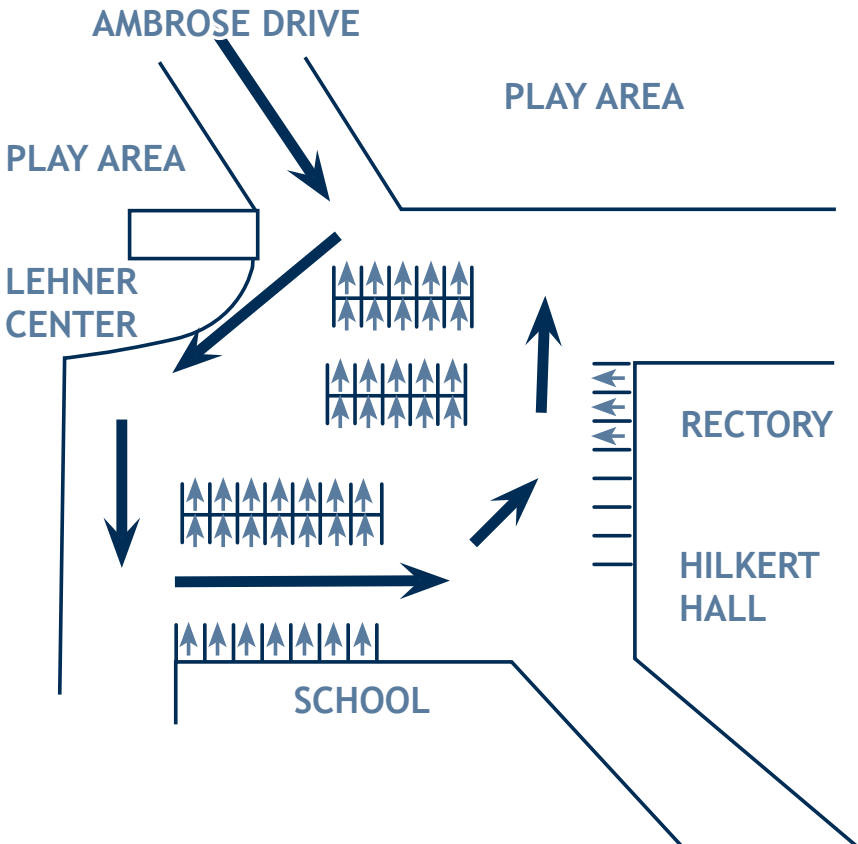 AMBROSE DRIVE
PLAY AREA
PLAY AREA
LEHNER
CENTER
RECTORY
HILKERT
HALL
SCHOOL